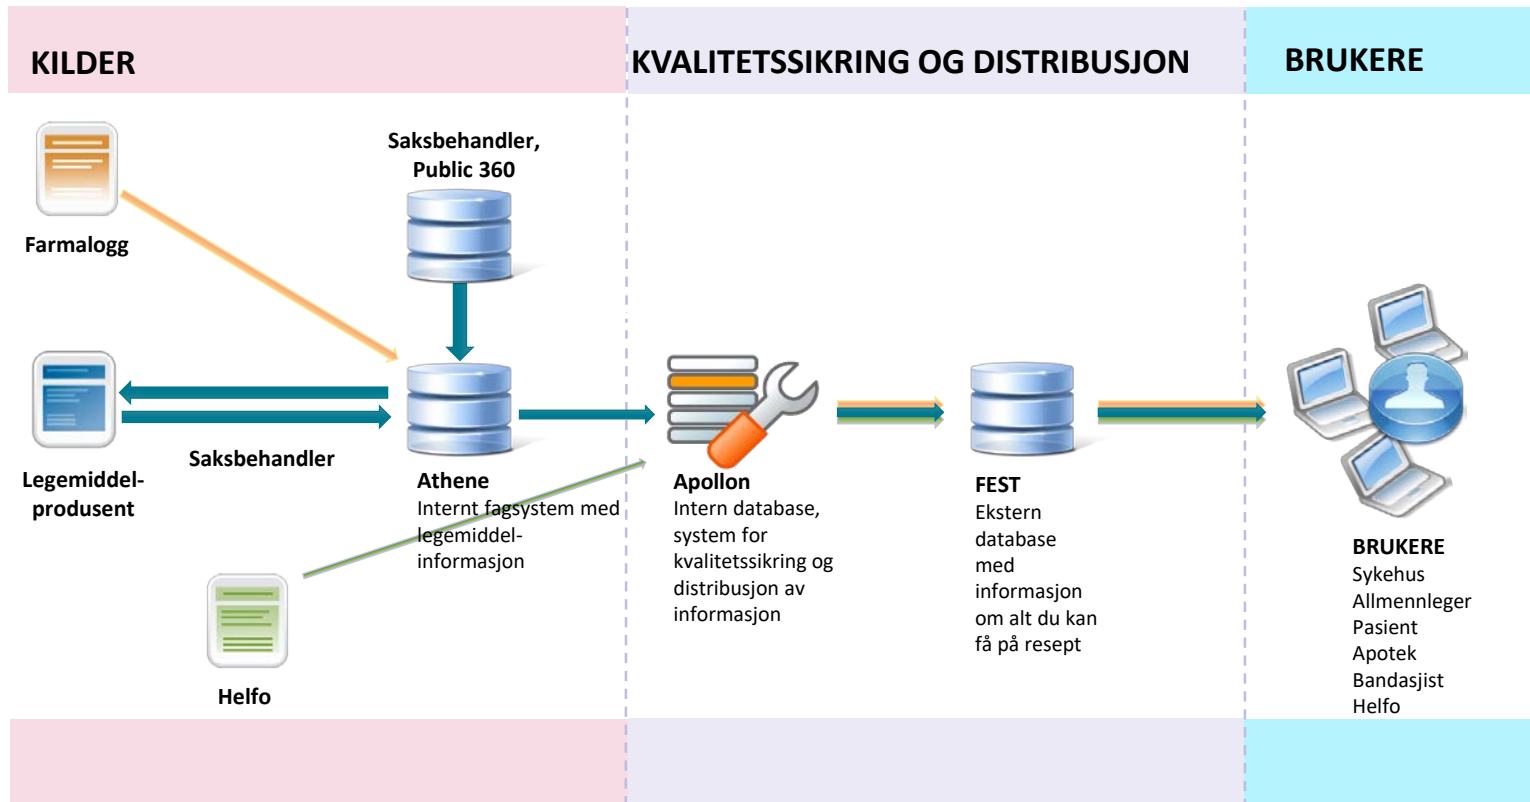 KILDER
KVALITETSSIKRING OG DISTRIBUSJON
BRUKERE
Saksbehandler,
Public 360
Farmalogg
Legemiddel-
produsent
Saksbehandler
Athene
Internt fagsystem med
legemiddel-
informasjon
Helfo
Apollon
Intern database,
system for
kvalitetssikring og
distribusjon av
informasjon
FEST
Ekstern
database
med
informasjon
om alt du kan
få på resept
BRUKERE
Sykehus
Allmennleger
Pasient
Apotek
Bandasjist
Helfo